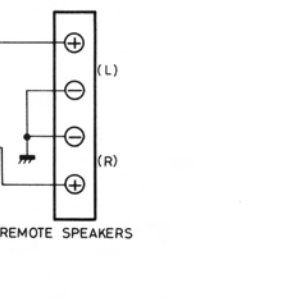 +
(L)
−
−
(R)
+
REMOTE SPEAKERS